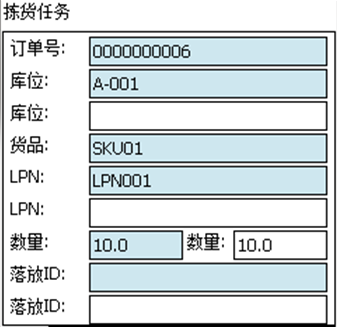 拣货任务
订单号: 0000000006
库位: A-001
库位:
货品: SKU01
LPN: LPN001
LPN:
数量: 10.0 数量: 10.0
落放ID:
落放ID: